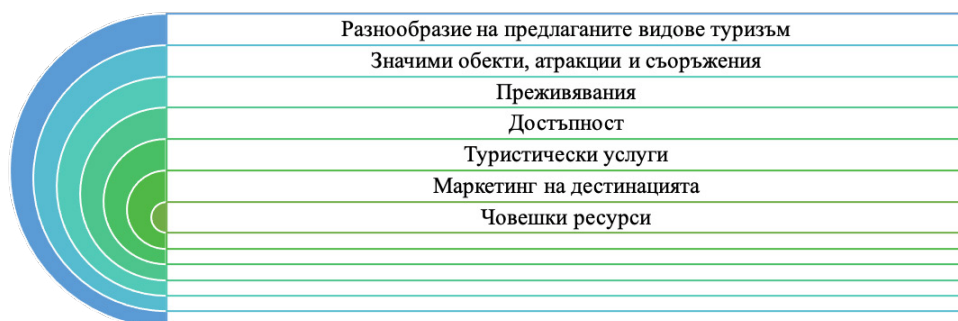 Разнообразие на предлаганите видове туризъм
Значими обекти, атракции и съоръжения
Преживявания
Достъпност
Туристически услуги
Маркетинг на дестинацията
Човешки ресурси